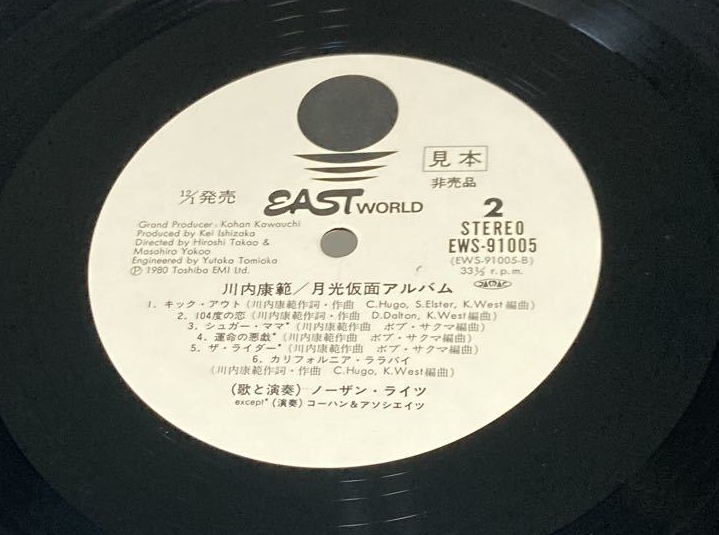 見本
非売品
12/1発売
EAST WORLD
2
STEREO
EWS-91005
(EWS-91005-B)
33⅓ r.p.m.
Grand Producer: Kohan Kawauchi
Produced by Kei Ishizaka
Directed by Hiroshi Takao &
Masahiro Yokoo
Engineered by Yutaka Tomioka
Ⓟ 1980 Toshiba EMI Ltd.
川内康範/月光仮面アルバム
1. キック・アウト (川内康範作詞・作曲 C.Hugo, S.Elster, K.West編曲)
2. 104度の恋 (川内康範作詞・作曲 D.Dalton, K.West編曲)
3. シュガー・ママ* (川内康範作曲 ボブ・サクマ編曲)
4. 運命の悪戯* (川内康範作曲 ボブ・サクマ編曲)
5. ザ・ライダー* (川内康範作曲 ボブ・サクマ編曲)
6. カリフォルニア・ララバイ
(川内康範作詞・作曲 C.Hugo, K.West編曲)
(歌と演奏) ノーザン・ライツ
except* (演奏) コーハン&アソシエイツ